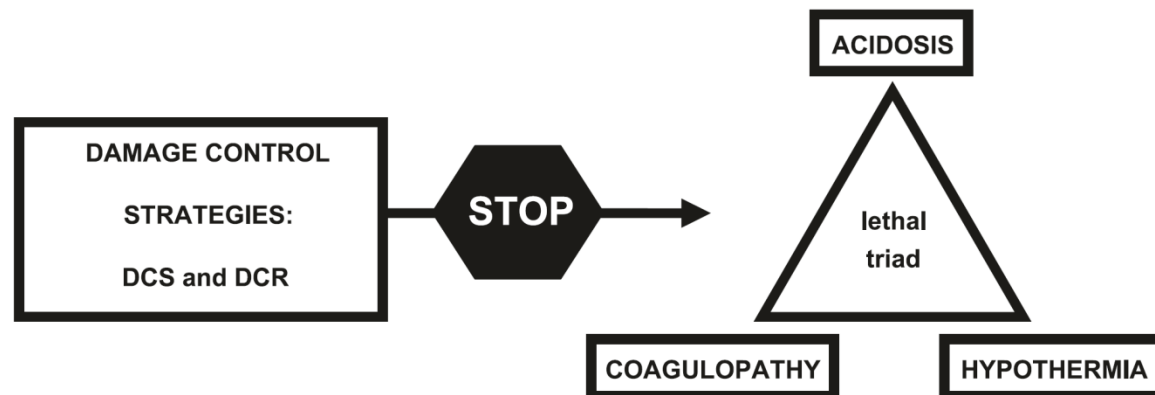 DAMAGE CONTROL
STRATEGIES:
DCS and DCR
STOP
ACIDOSIS
lethal
triad
COAGULOPATHY
HYPOTHERMIA